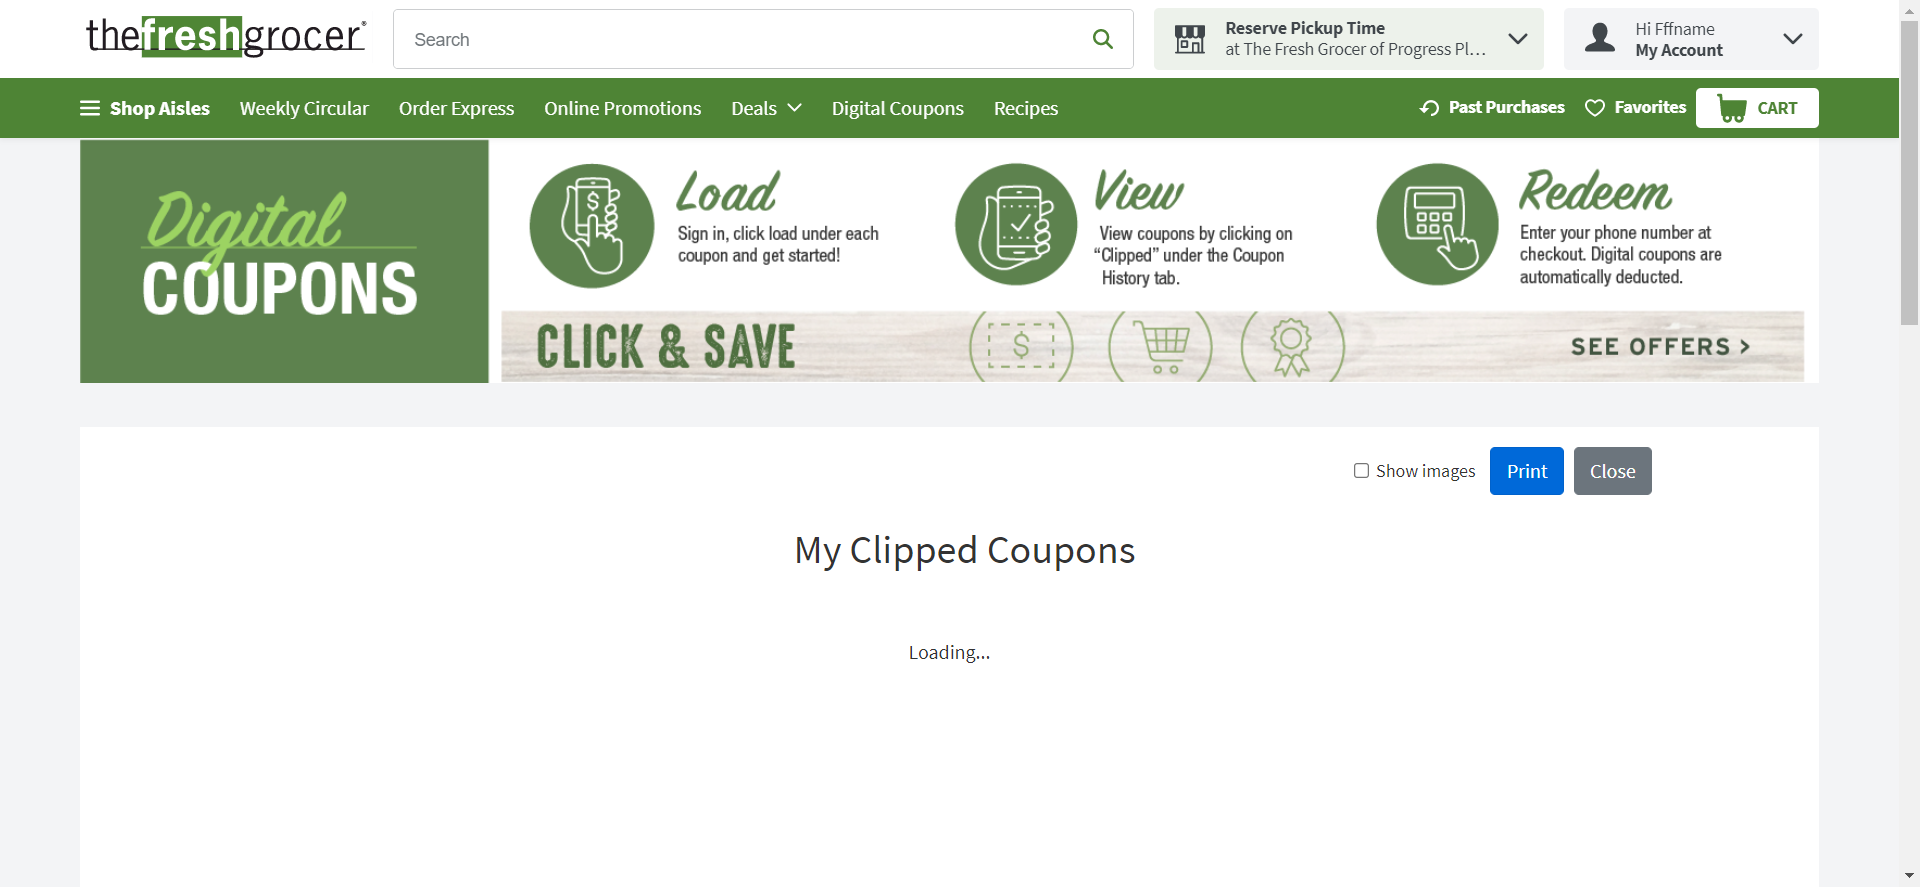 thefreshgrocer®
Search
Reserve Pickup Time
at The Fresh Grocer of Progress Pl...
Hi Fffname
My Account
Shop Aisles
Weekly Circular
Order Express
Online Promotions
Deals
Digital Coupons
Recipes
Past Purchases
Favorites
CART
Digital
COUPONS
Load
Sign in, click load under each
coupon and get started!
View
View coupons by clicking on
“Clipped” under the Coupon
History tab.
Redeem
Enter your phone number at
checkout. Digital coupons are
automatically deducted.
CLICK & SAVE
SEE OFFERS >
Show images
Print
Close
My Clipped Coupons
Loading...